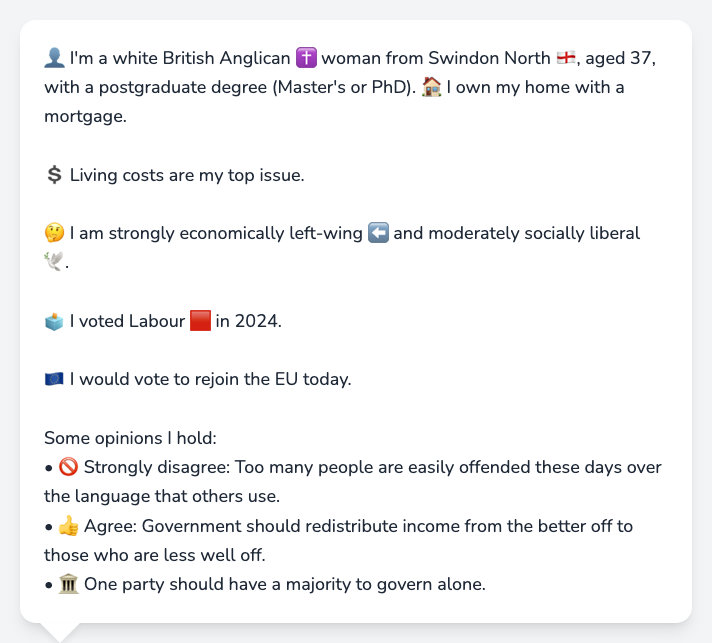 👤 I'm a white British Anglican ✝️ woman from Swindon North 🏴󠁧󠁢󠁥󠁮󠁧󠁿, aged 37,
with a postgraduate degree (Master's or PhD). 🏠 I own my home with a
mortgage.
💲 Living costs are my top issue.
🤔 I am strongly economically left-wing ⬅️ and moderately socially liberal
🕊️.
🗳️ I voted Labour 🟥 in 2024.
🇪🇺 I would vote to rejoin the EU today.
Some opinions I hold:
• 🚫 Strongly disagree: Too many people are easily offended these days over
the language that others use.
• 👍 Agree: Government should redistribute income from the better off to
those who are less well off.
• 🏛️ One party should have a majority to govern alone.